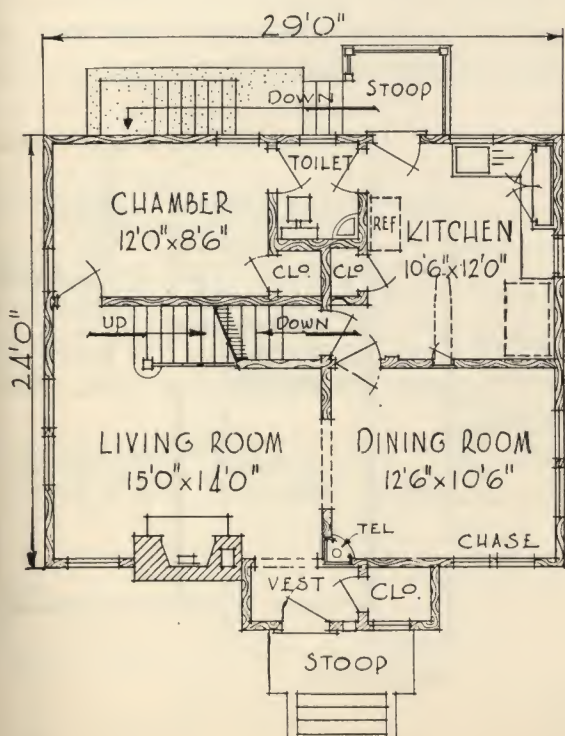 29'0"
STOOP
DOWN
TOILET
CHAMBER
12'0"x8'6"
REF
KITCHEN
10'6"x12'0"
CLO.
CLO
24'0"
UP
DOWN
LIVING ROOM
15'0"x14'0"
DINING ROOM
12'6"x10'6"
TEL
CHASE
VEST
CLO.
STOOP